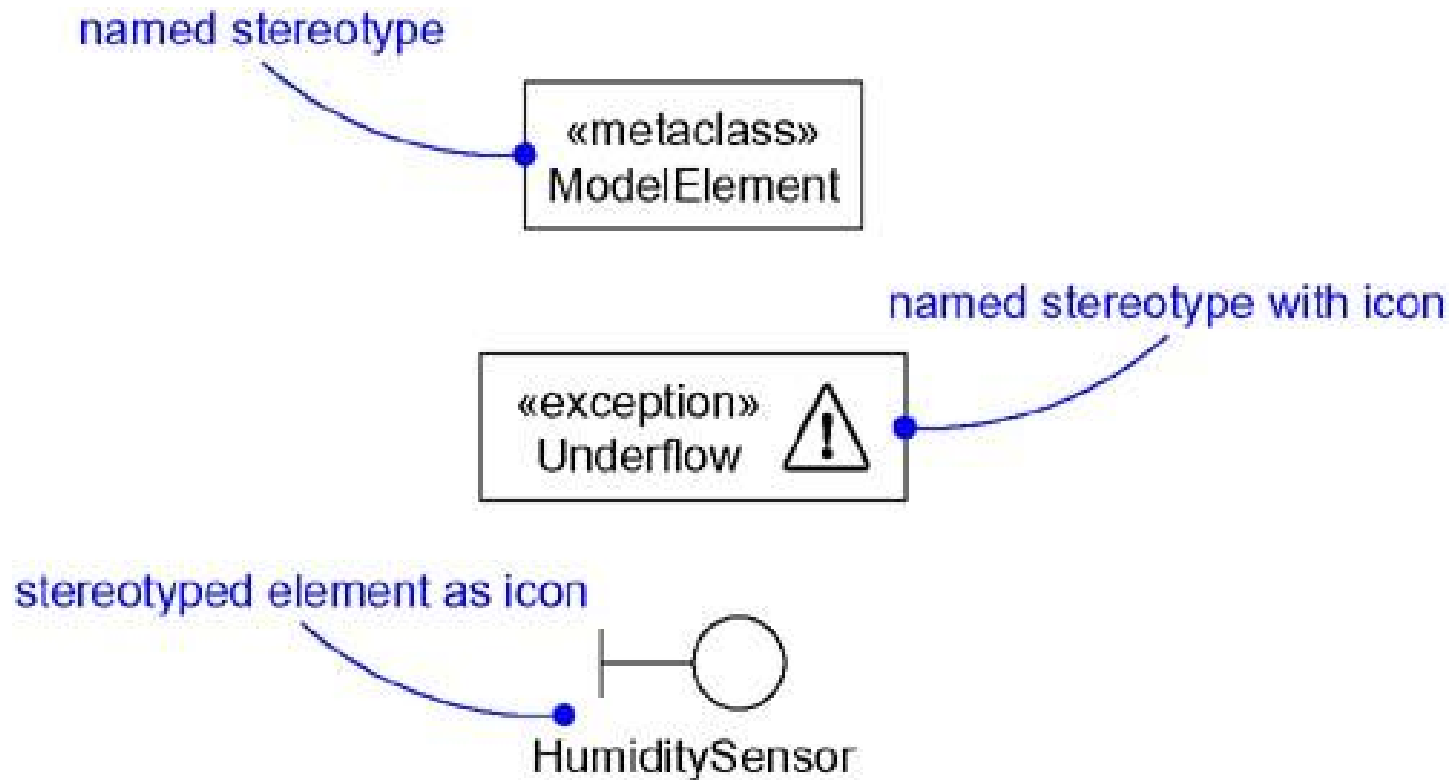 named stereotype
«metaclass»
ModelElement
named stereotype with icon
«exception»
Underflow
!
stereotyped element as icon
HumiditySensor